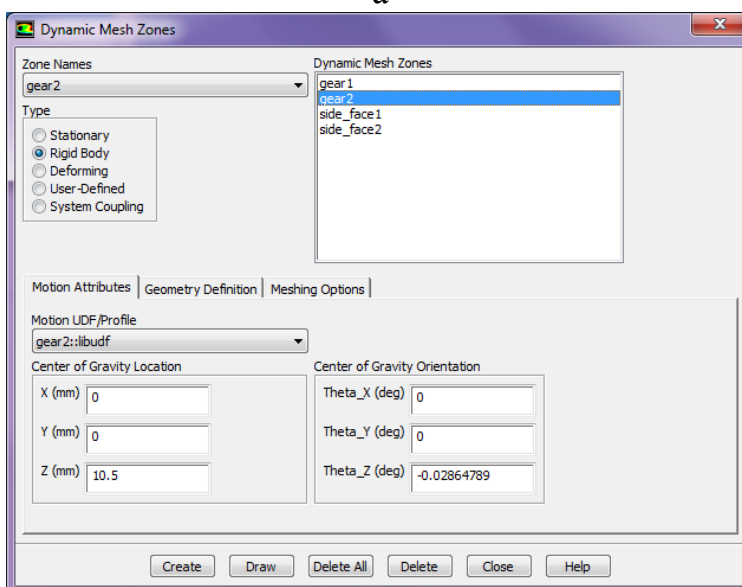 a
Dynamic Mesh Zones
Zone Names
Dynamic Mesh Zones
gear2
gear1
gear2
side_face1
side_face2
Type
Stationary
Rigid Body
Deforming
User-Defined
System Coupling
Motion Attributes Geometry Definition Meshing Options
Motion UDF/Profile
gear2::libudf
Center of Gravity Location
X (mm) 0
Y (mm) 0
Z (mm) 10.5
Center of Gravity Orientation
Theta_X (deg) 0
Theta_Y (deg) 0
Theta_Z (deg) -0.02864789
Create Draw Delete All Delete Close Help